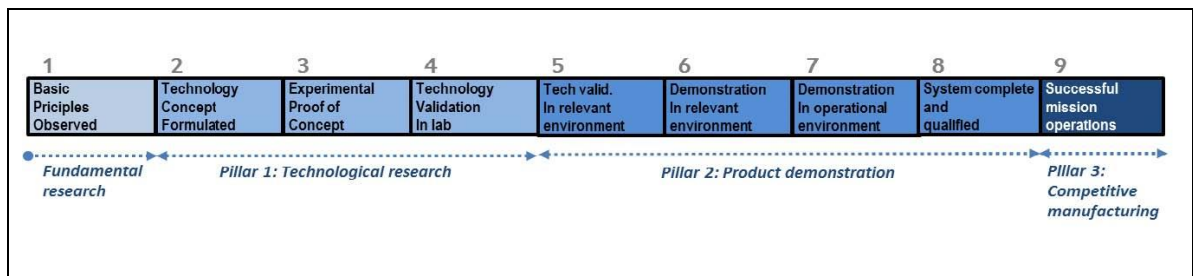 1
Basic
Priciples
Observed
2
Technology
Concept
Formulated
3
Experimental
Proof of
Concept
4
Technology
Validation
In lab
5
Tech valid.
In relevant
environment
6
Demonstration
In relevant
environment
7
Demonstration
In operational
environment
8
System complete
and
qualified
9
Successful
mission
operations
Fundamental
research
Pillar 1: Technological research
Pillar 2: Product demonstration
Pillar 3:
Competitive
manufacturing